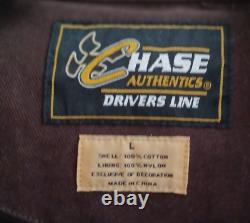 CHASE
AUTHENTICS®
DRIVERS LINE
L
SHELL: 100% COTTON
LINING: 100% NYLON
EXCLUSIVE OF DECORATION
MADE IN CHINA